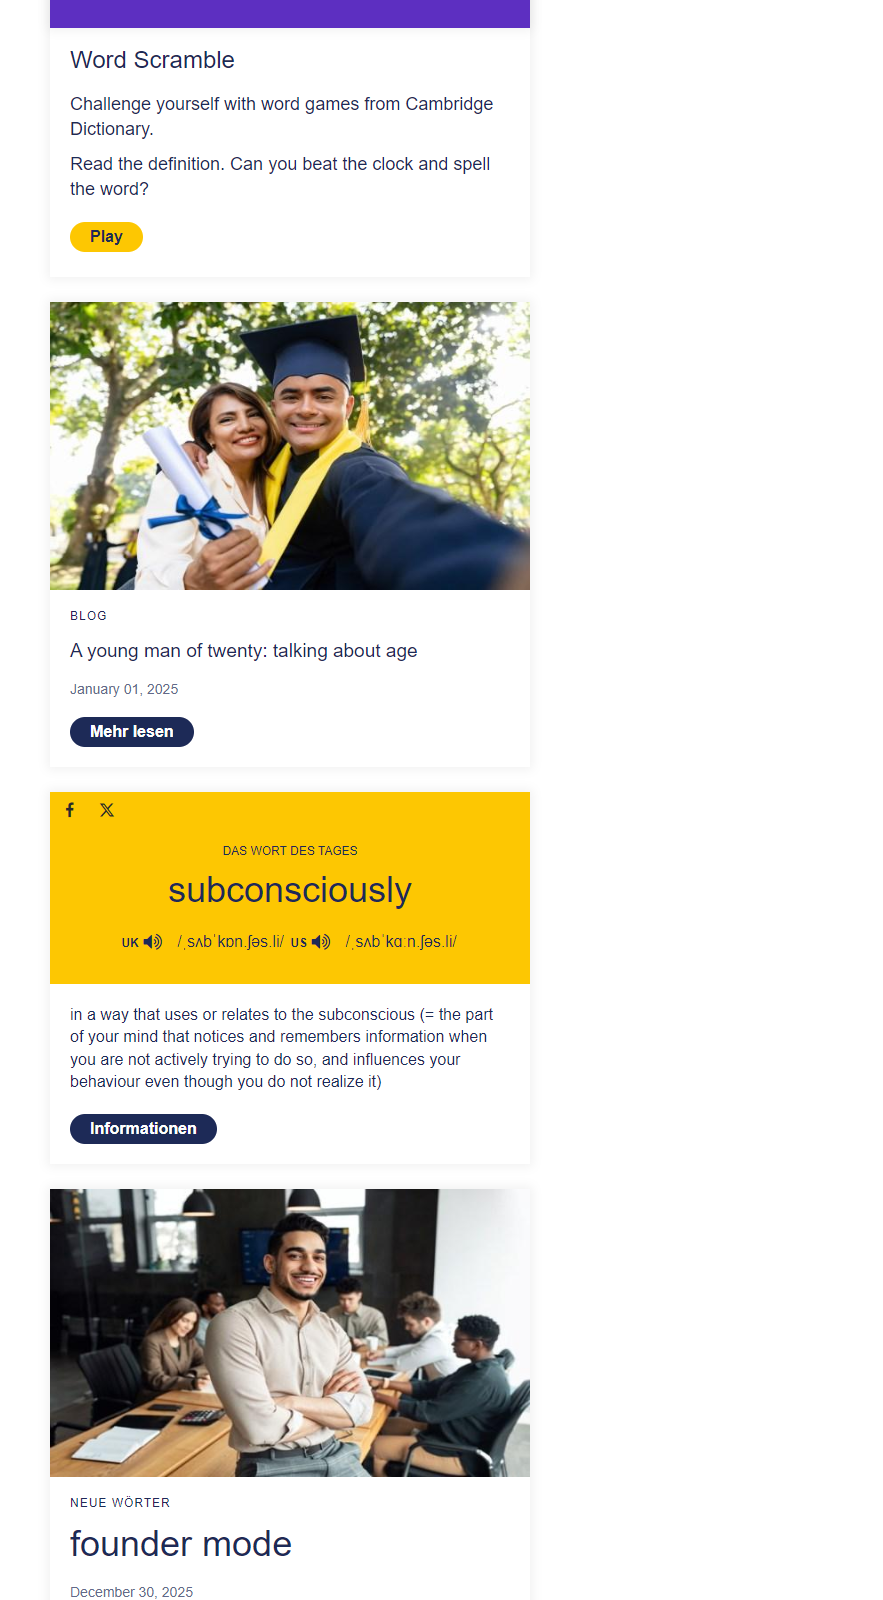 Word Scramble
Challenge yourself with word games from Cambridge
Dictionary.
Read the definition. Can you beat the clock and spell
the word?
Play
BLOG
A young man of twenty: talking about age
January 01, 2025
Mehr lesen
DAS WORT DES TAGES
subconsciously
UK /ˌsʌbˈkɒn.ʃəs.li/ US /ˌsʌbˈkɑːn.ʃəs.li/
in a way that uses or relates to the subconscious (= the part
of your mind that notices and remembers information when
you are not actively trying to do so, and influences your
behaviour even though you do not realize it)
Informationen
NEUE WÖRTER
founder mode
December 30, 2025